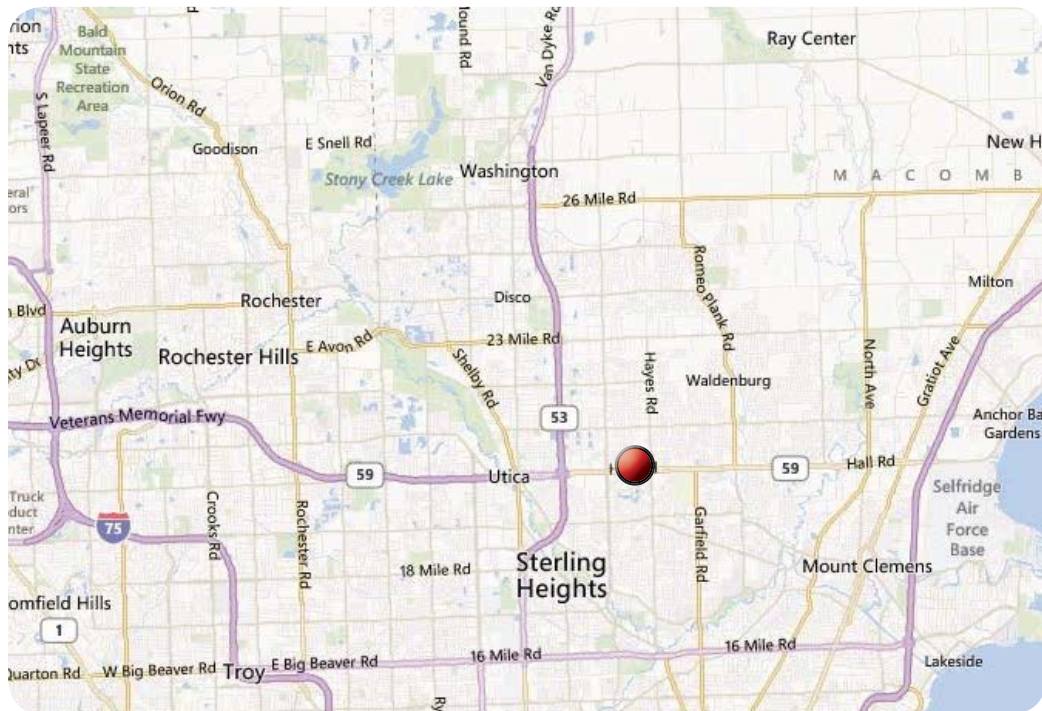 Bald
Mountain
State
Recreation
Area
Orion Rd
S Lapeer Rd
Goodison
E Snell Rd
Stony Creek Lake
Van Dyke Rd
Washington
Ray Center
New H
M A C O M B
26 Mile Rd
Romeo Plank Rd
Milton
Disco
Rochester
Auburn
Heights
Rochester Hills
E Avon Rd
23 Mile Rd
Shelby Rd
Hayes Rd
Waldenburg
North Ave
Gratiot Ave
Anchor Ba
Gardens
Veterans Memorial Fwy
53
59
Utica
59
Hall Rd
Selfridge
Air
Force
Base
Truck
75
Crooks Rd
Rochester Rd
18 Mile Rd
Sterling
Heights
Garfield Rd
Mount Clemens
omfield Hills
1
Quarton Rd
W Big Beaver Rd
Troy
E Big Beaver Rd
16 Mile Rd
16 Mile Rd
Lakeside